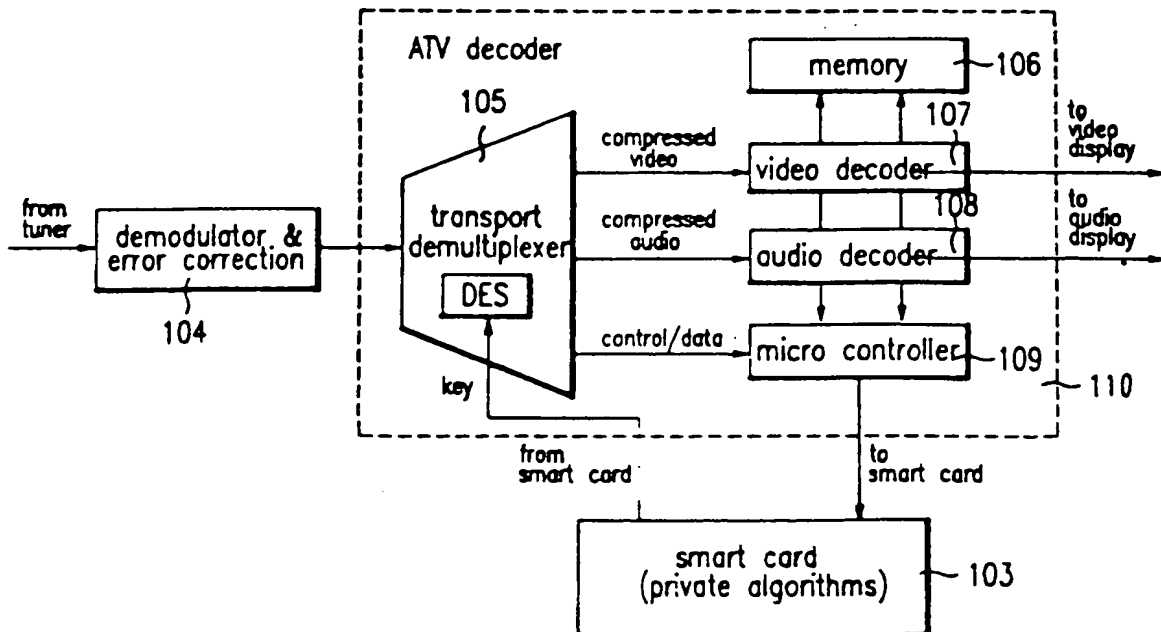 ATV decoder
memory
106
105
107
to
video
display
compressed
video
video decoder
108
to
audio
display
from
tuner
demodulator &
error correction
104
transport
demultiplexer
compressed
audio
audio decoder
DES
control/data
micro controller
109
110
key
from
smart card
to
smart card
smart card
(private algorithms)
103